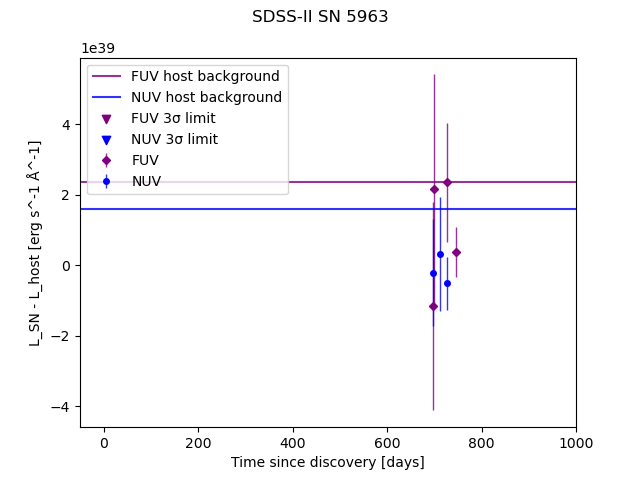 SDSS-II SN 5963
1e39
FUV host background
NUV host background
FUV 3σ limit
NUV 3σ limit
FUV
NUV
4
2
0
−2
−4
L_SN - L_host [erg s^-1 Å^-1]
0 200 400 600 800 1000
Time since discovery [days]